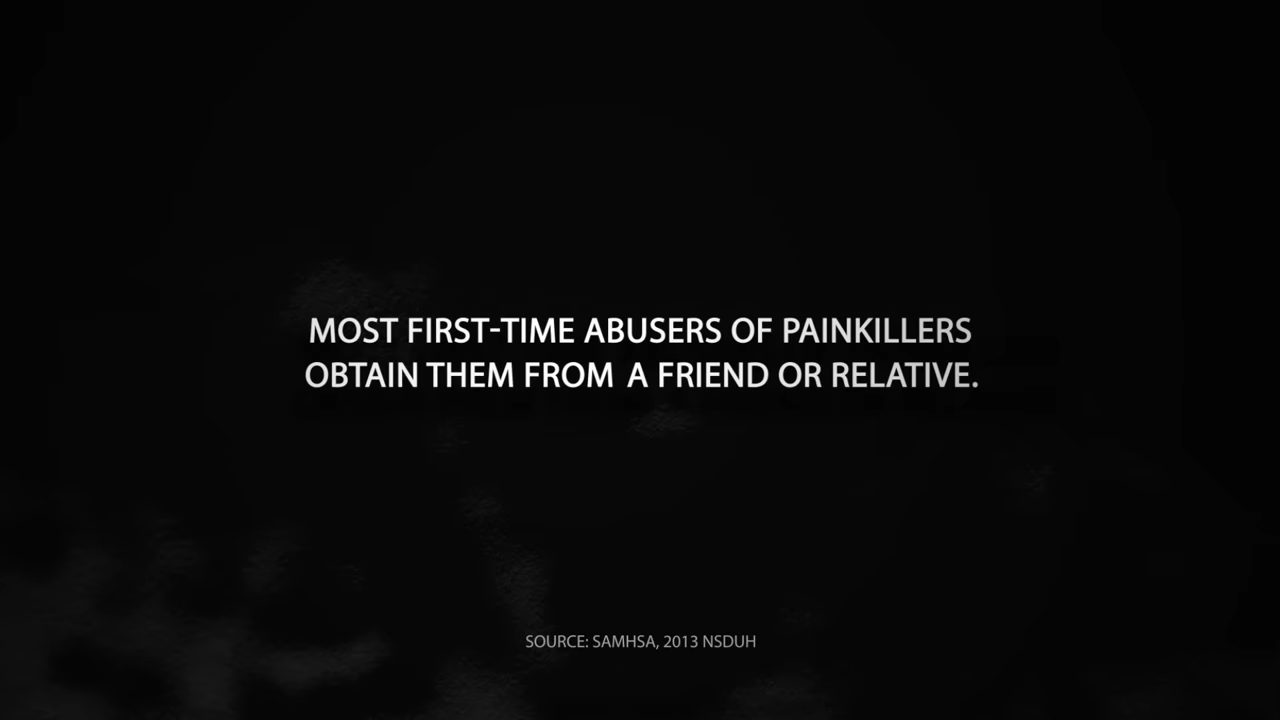 MOST FIRST-TIME ABUSERS OF PAINKILLERS
OBTAIN THEM FROM A FRIEND OR RELATIVE.
SOURCE: SAMHSA, 2013 NSDUH